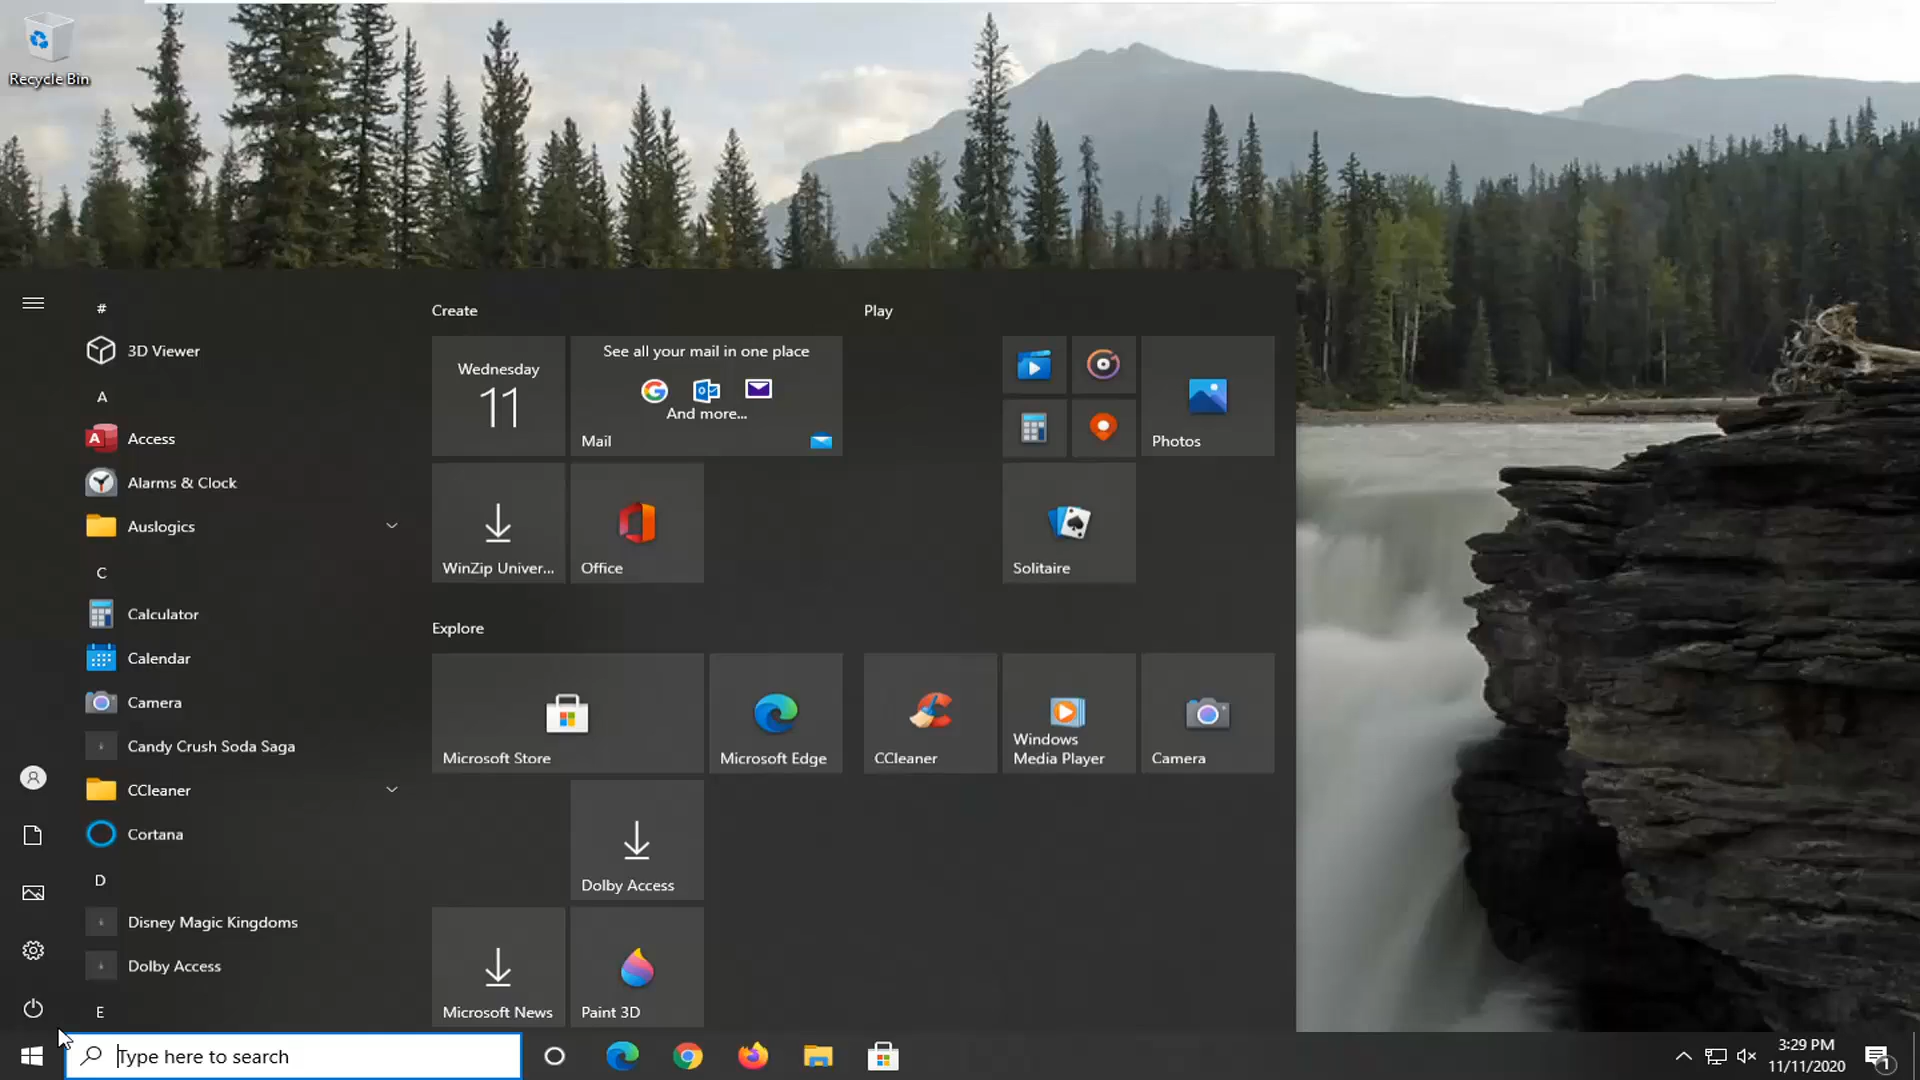 Recycle Bin
#
3D Viewer
A
Access
Alarms & Clock
Auslogics
C
Calculator
Calendar
Camera
Candy Crush Soda Saga
CCleaner
Cortana
D
Disney Magic Kingdoms
Dolby Access
E
Create
Wednesday
11
See all your mail in one place
And more...
Mail
WinZip Univer...
Office
Explore
Microsoft Store
Microsoft Edge
Dolby Access
Microsoft News
Paint 3D
Play
Photos
Solitaire
CCleaner
Windows
Media Player
Camera
Type here to search
3:29 PM
11/11/2020
1